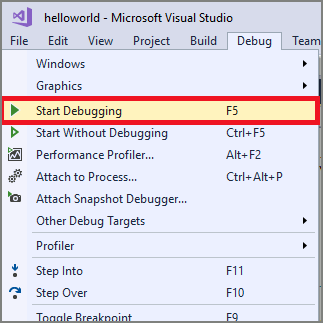 helloworld - Microsoft Visual Studio
File Edit View Project Build Debug Team
Windows
Graphics
Start Debugging F5
Start Without Debugging Ctrl+F5
Performance Profiler... Alt+F2
Attach to Process... Ctrl+Alt+P
Attach Snapshot Debugger...
Other Debug Targets
Profiler
Step Into F11
Step Over F10
Toggle Breakpoint F9